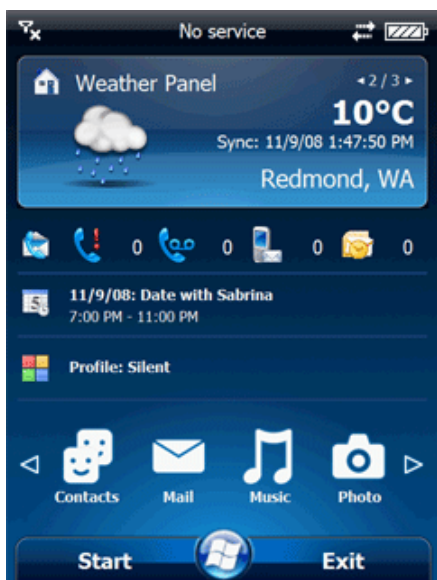 No service
Weather Panel
2/3
10°C
Sync: 11/9/08 1:47:50 PM
Redmond, WA
0 0 0 0
5
11/9/08: Date with Sabrina
7:00 PM - 11:00 PM
Profile: Silent
Contacts Mail Music Photo
Start Exit